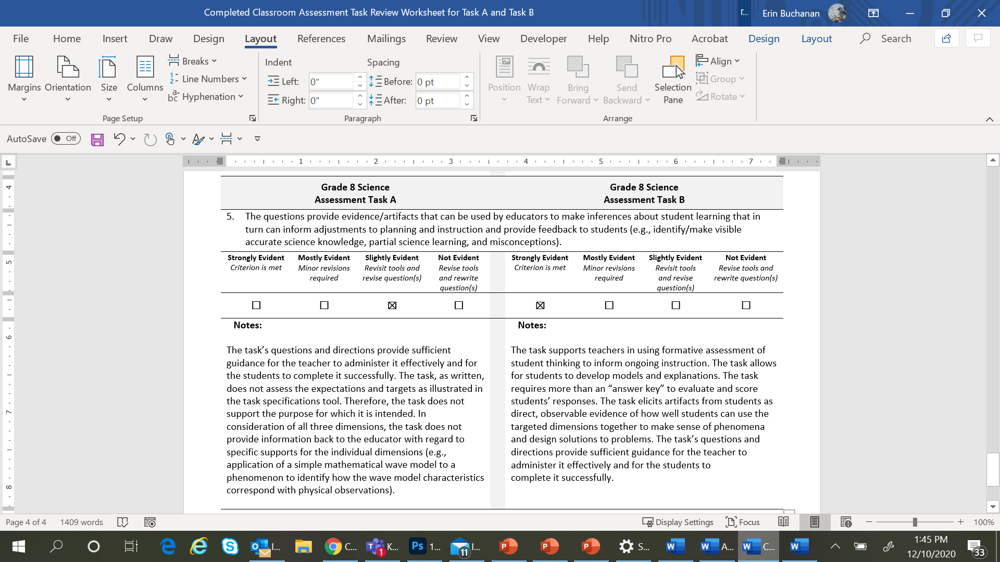 Completed Classroom Assessment Task Review Worksheet for Task A and Task B
T...
Erin Buchanan
File Home Insert Draw Design Layout References Mailings Review View Developer Help Nitro Pro Acrobat Design Layout Search
Margins
Orientation
Size
Columns
Breaks
Line Numbers
Hyphenation
Page Setup
Indent
Left: 0"
Right: 0"
Spacing
Before: 0 pt
After: 0 pt
Paragraph
Position
Wrap
Text
Bring
Forward
Send
Backward
Selection
Pane
Align
Group
Rotate
Arrange
AutoSave Off
1 2 3 4 5 6 7
4
5
6
7
8
Grade 8 Science
Assessment Task A
Grade 8 Science
Assessment Task B
5. The questions provide evidence/artifacts that can be used by educators to make inferences about student learning that in
turn can inform adjustments to planning and instruction and provide feedback to students (e.g., identify/make visible
accurate science knowledge, partial science learning, and misconceptions).
Strongly Evident
Criterion is met
Mostly Evident
Minor revisions
required
Slightly Evident
Revisit tools and
revise question(s)
Not Evident
Revise tools
and rewrite
question(s)
Strongly Evident
Criterion is met
Mostly Evident
Minor revisions
required
Slightly Evident
Revisit tools
and revise
question(s)
Not Evident
Revise tools and
rewrite question(s)
☐ ☐ ☒ ☐ ☒ ☐ ☐ ☐
Notes:
The task’s questions and directions provide sufficient
guidance for the teacher to administer it effectively and for
the students to complete it successfully. The task, as written,
does not assess the expectations and targets as illustrated in
the task specifications tool. Therefore, the task does not
support the purpose for which it is intended. In
consideration of all three dimensions, the task does not
provide information back to the educator with regard to
specific supports for the individual dimensions (e.g.,
application of a simple mathematical wave model to a
phenomenon to identify how the wave model characteristics
correspond with physical observations).
Notes:
The task supports teachers in using formative assessment of
student thinking to inform ongoing instruction. The task allows
for students to develop models and explanations. The task
requires more than an “answer key” to evaluate and score
students’ responses. The task elicits artifacts from students as
direct, observable evidence of how well students can use the
targeted dimensions together to make sense of phenomena
and design solutions to problems. The task’s questions and
directions provide sufficient guidance for the teacher to
administer it effectively and for the students to
complete it successfully.
Page 4 of 4 1409 words
Display Settings Focus 100%
I... C... K... 1 Ps 1... 11 I... S... A... C...
1:45 PM
12/10/2020
33